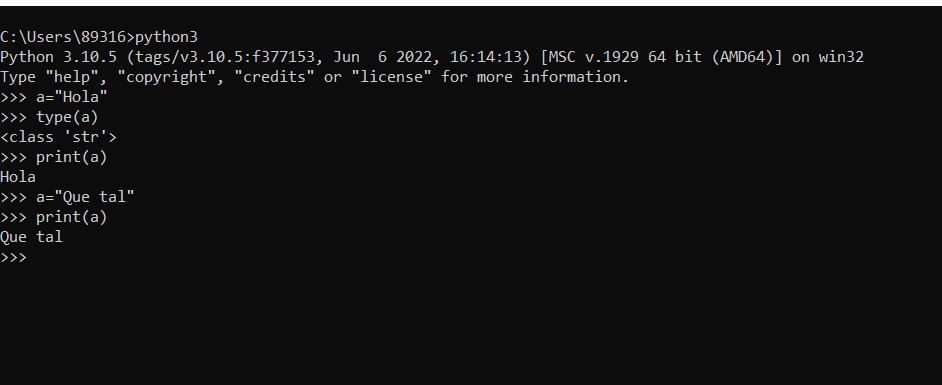 C:\Users\89316>python3
Python 3.10.5 (tags/v3.10.5:f377153, Jun  6 2022, 16:14:13) [MSC v.1929 64 bit (AMD64)] on win32
Type "help", "copyright", "credits" or "license" for more information.
>>> a="Hola"
>>> type(a)
<class 'str'>
>>> print(a)
Hola
>>> a="Que tal"
>>> print(a)
Que tal
>>>